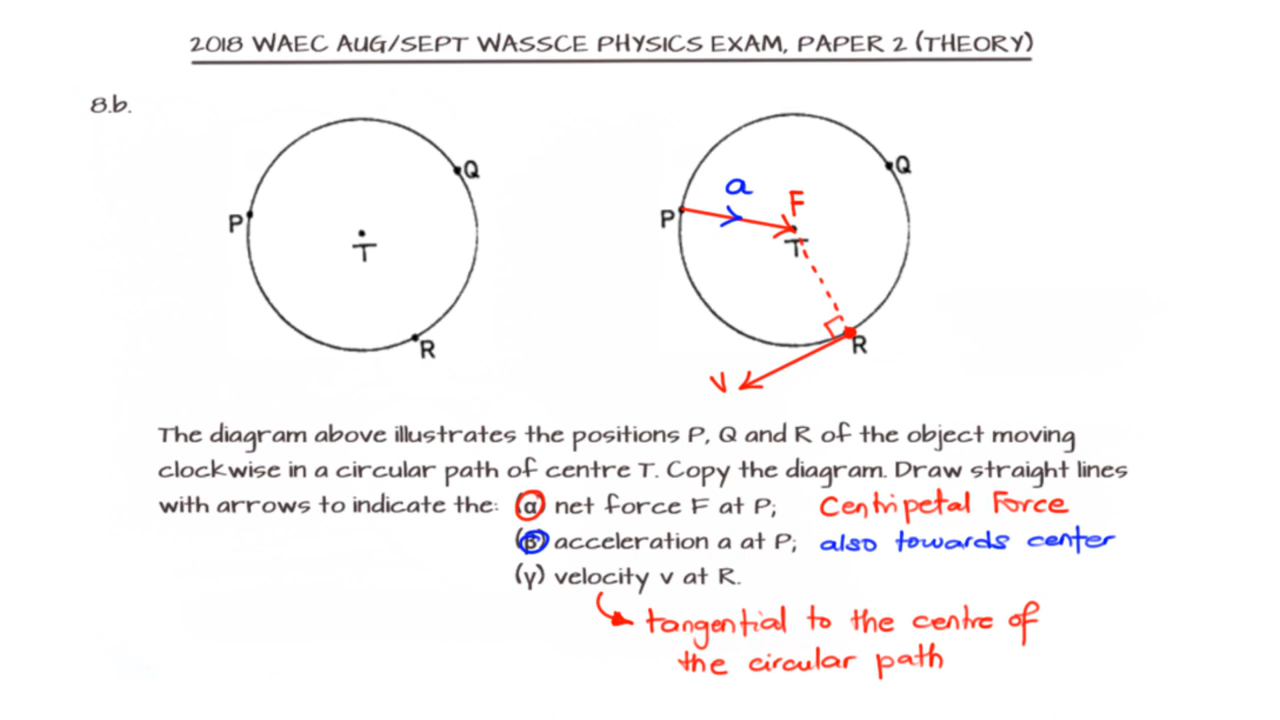 2018 WAEC AUG/SEPT WASSCE PHYSICS EXAM, PAPER 2 (THEORY)
8.b.
P
Q
T
R
P
Q
a
F
T
R
V
The diagram above illustrates the positions P, Q and R of the object moving
clockwise in a circular path of centre T. Copy the diagram. Draw straight lines
with arrows to indicate the: (α) net force F at P; Centripetal Force
(β) acceleration a at P; also towards center
(γ) velocity v at R.
tangential to the centre of
the circular path